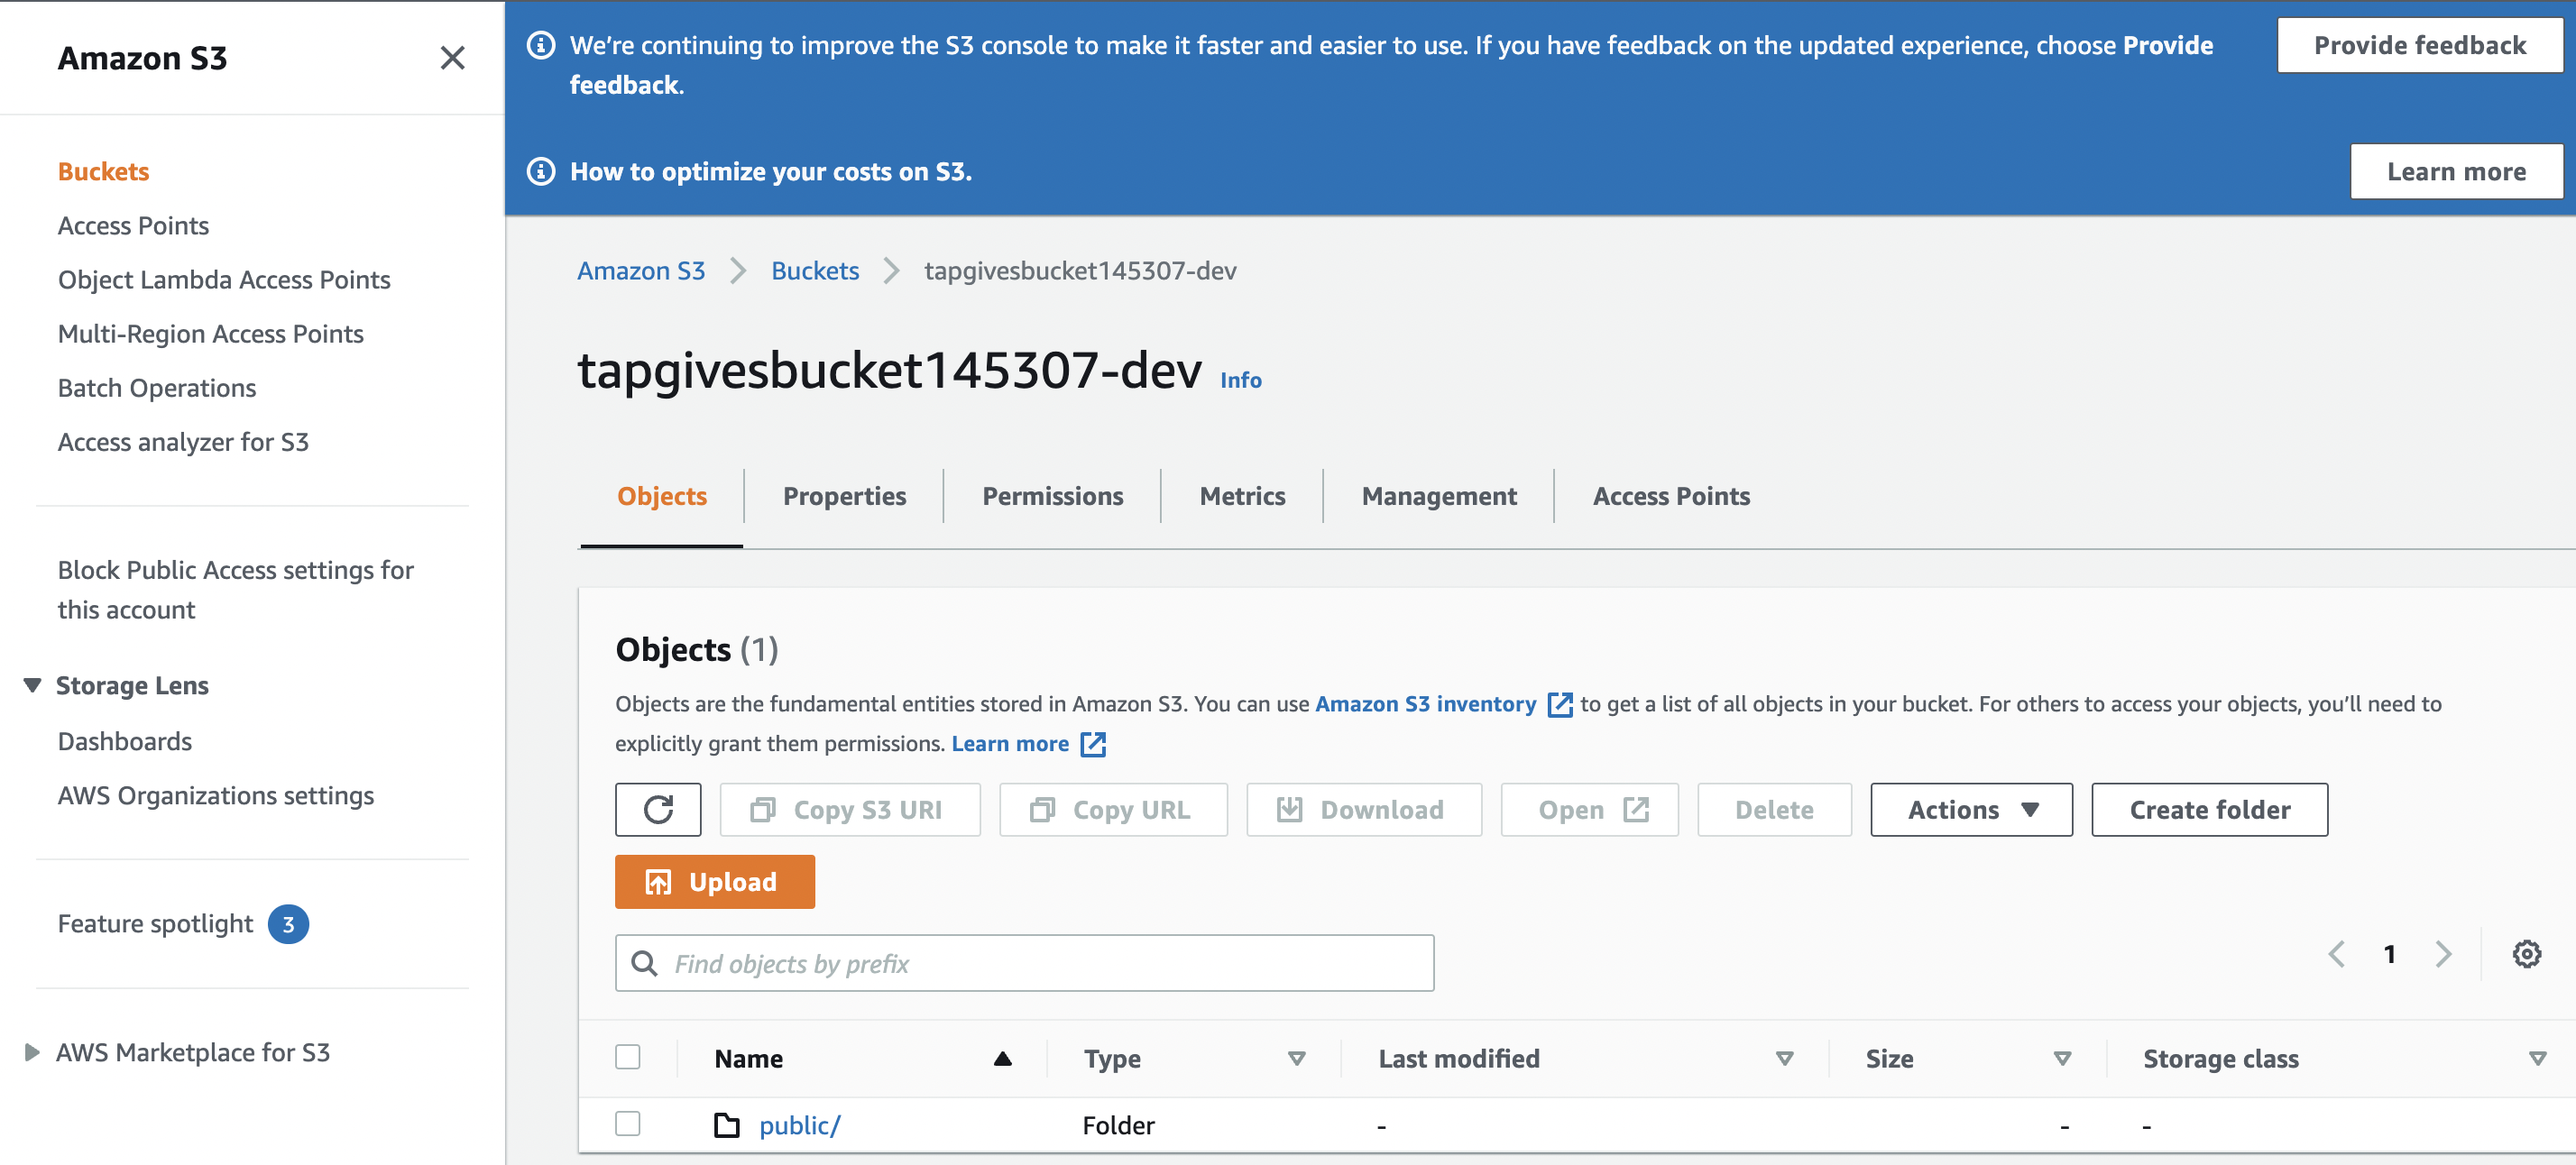 Amazon S3
Buckets
Access Points
Object Lambda Access Points
Multi-Region Access Points
Batch Operations
Access analyzer for S3
Block Public Access settings for
this account
Storage Lens
Dashboards
AWS Organizations settings
Feature spotlight 3
AWS Marketplace for S3
We're continuing to improve the S3 console to make it faster and easier to use. If you have feedback on the updated experience, choose Provide
feedback.
Provide feedback
How to optimize your costs on S3.
Learn more
Amazon S3 Buckets tapgivesbucket145307-dev
tapgivesbucket145307-dev Info
Objects Properties Permissions Metrics Management Access Points
Objects (1)
Objects are the fundamental entities stored in Amazon S3. You can use Amazon S3 inventory to get a list of all objects in your bucket. For others to access your objects, you'll need to
explicitly grant them permissions. Learn more
Copy S3 URI Copy URL Download Open Delete Actions Create folder
Upload
Find objects by prefix
1
Name Type Last modified Size Storage class
public/ Folder - - -